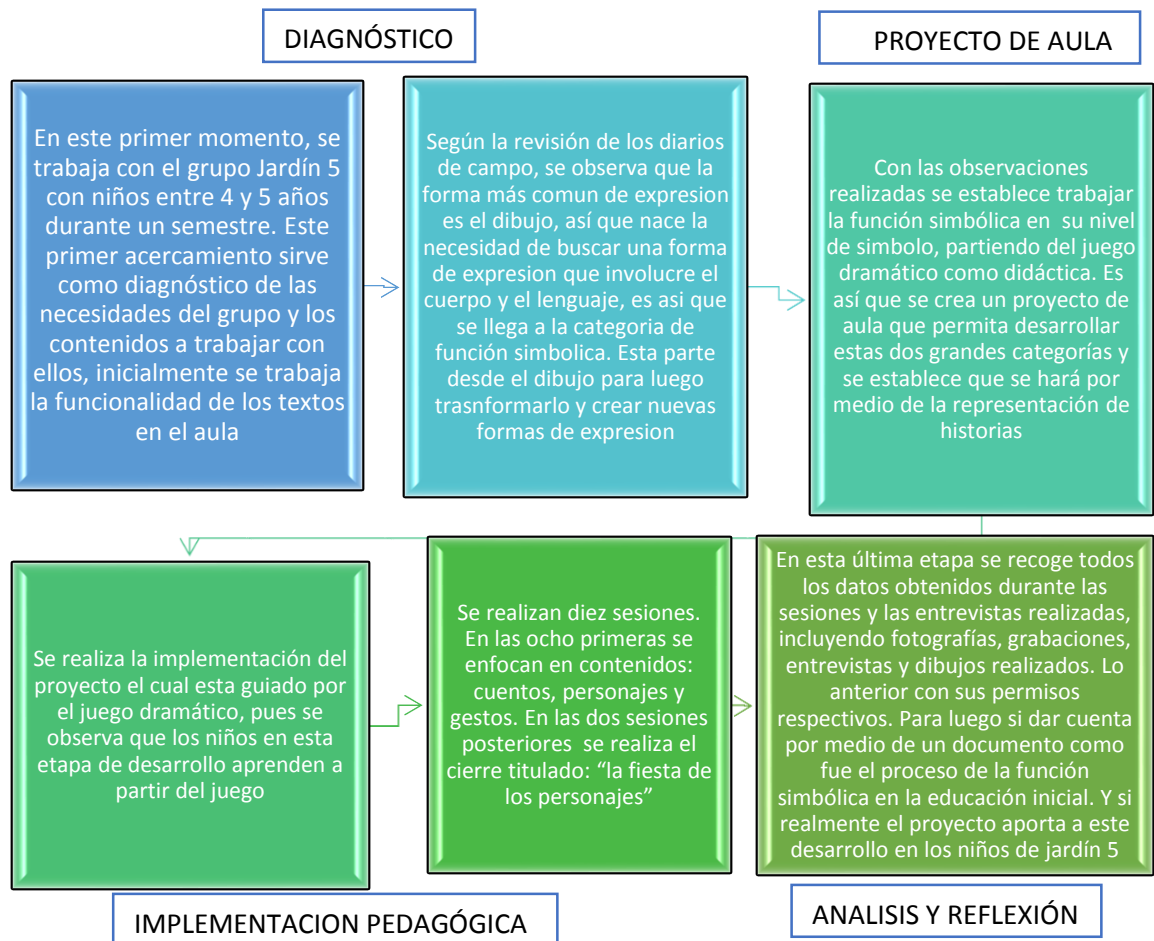 DIAGNÓSTICO
PROYECTO DE AULA
En este primer momento, se
trabaja con el grupo Jardín 5
con niños entre 4 y 5 años
durante un semestre. Este
primer acercamiento sirve
como diagnóstico de las
necesidades del grupo y los
contenidos a trabajar con
ellos, inicialmente se trabaja
la funcionalidad de los textos
en el aula
Según la revisión de los diarios
de campo, se observa que la
forma más comun de expresion
es el dibujo, así que nace la
necesidad de buscar una forma
de expresion que involucre el
cuerpo y el lenguaje, es asi que
se llega a la categoria de
función simbolica. Esta parte
desde el dibujo para luego
trasnformarlo y crear nuevas
formas de expresion
Con las observaciones
realizadas se establece trabajar
la función simbólica en su nivel
de simbolo, partiendo del juego
dramático como didáctica. Es
así que se crea un proyecto de
aula que permita desarrollar
estas dos grandes categorías y
se establece que se hará por
medio de la representación de
historias
Se realiza la implementación del
proyecto el cual esta guiado por
el juego dramático, pues se
observa que los niños en esta
etapa de desarrollo aprenden a
partir del juego
Se realizan diez sesiones.
En las ocho primeras se
enfocan en contenidos:
cuentos, personajes y
gestos. En las dos sesiones
posteriores se realiza el
cierre titulado: “la fiesta de
los personajes”
En esta última etapa se recoge todos
los datos obtenidos durante las
sesiones y las entrevistas realizadas,
incluyendo fotografías, grabaciones,
entrevistas y dibujos realizados. Lo
anterior con sus permisos
respectivos. Para luego si dar cuenta
por medio de un documento como
fue el proceso de la función
simbólica en la educación inicial. Y si
realmente el proyecto aporta a este
desarrollo en los niños de jardín 5
IMPLEMENTACION PEDAGÓGICA
ANALISIS Y REFLEXIÓN